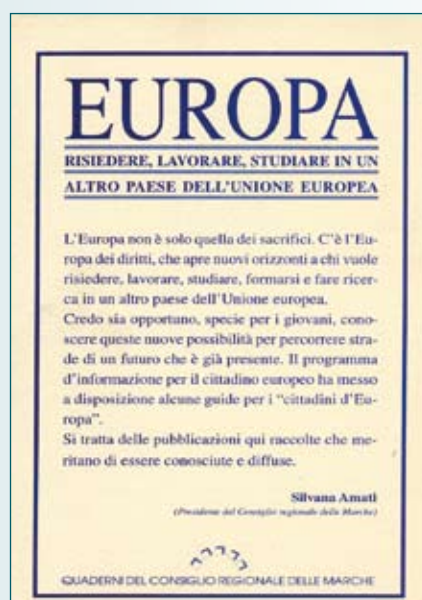 EUROPA
RISIEDERE, LAVORARE, STUDIARE IN UN
ALTRO PAESE DELL'UNIONE EUROPEA
L'Europa non è solo quella dei sacrifici. C'è l'Eu-
ropa dei diritti, che apre nuovi orizzonti a chi vuole
risiedere, lavorare, studiare, formarsi e fare ricer-
ca in un altro paese dell'Unione europea.
Credo sia opportuno, specie per i giovani, cono-
scere queste nuove possibilità per percorrere stra-
de di un futuro che è già presente. Il programma
d'informazione per il cittadino europeo ha messo
a disposizione alcune guide per i "cittadini d'Eu-
ropa".
Si tratta delle pubblicazioni qui raccolte che me-
ritano di essere conosciute e diffuse.
Silvana Amati
(Presidente del Consiglio regionale delle Marche)
QUADERNI DEL CONSIGLIO REGIONALE DELLE MARCHE